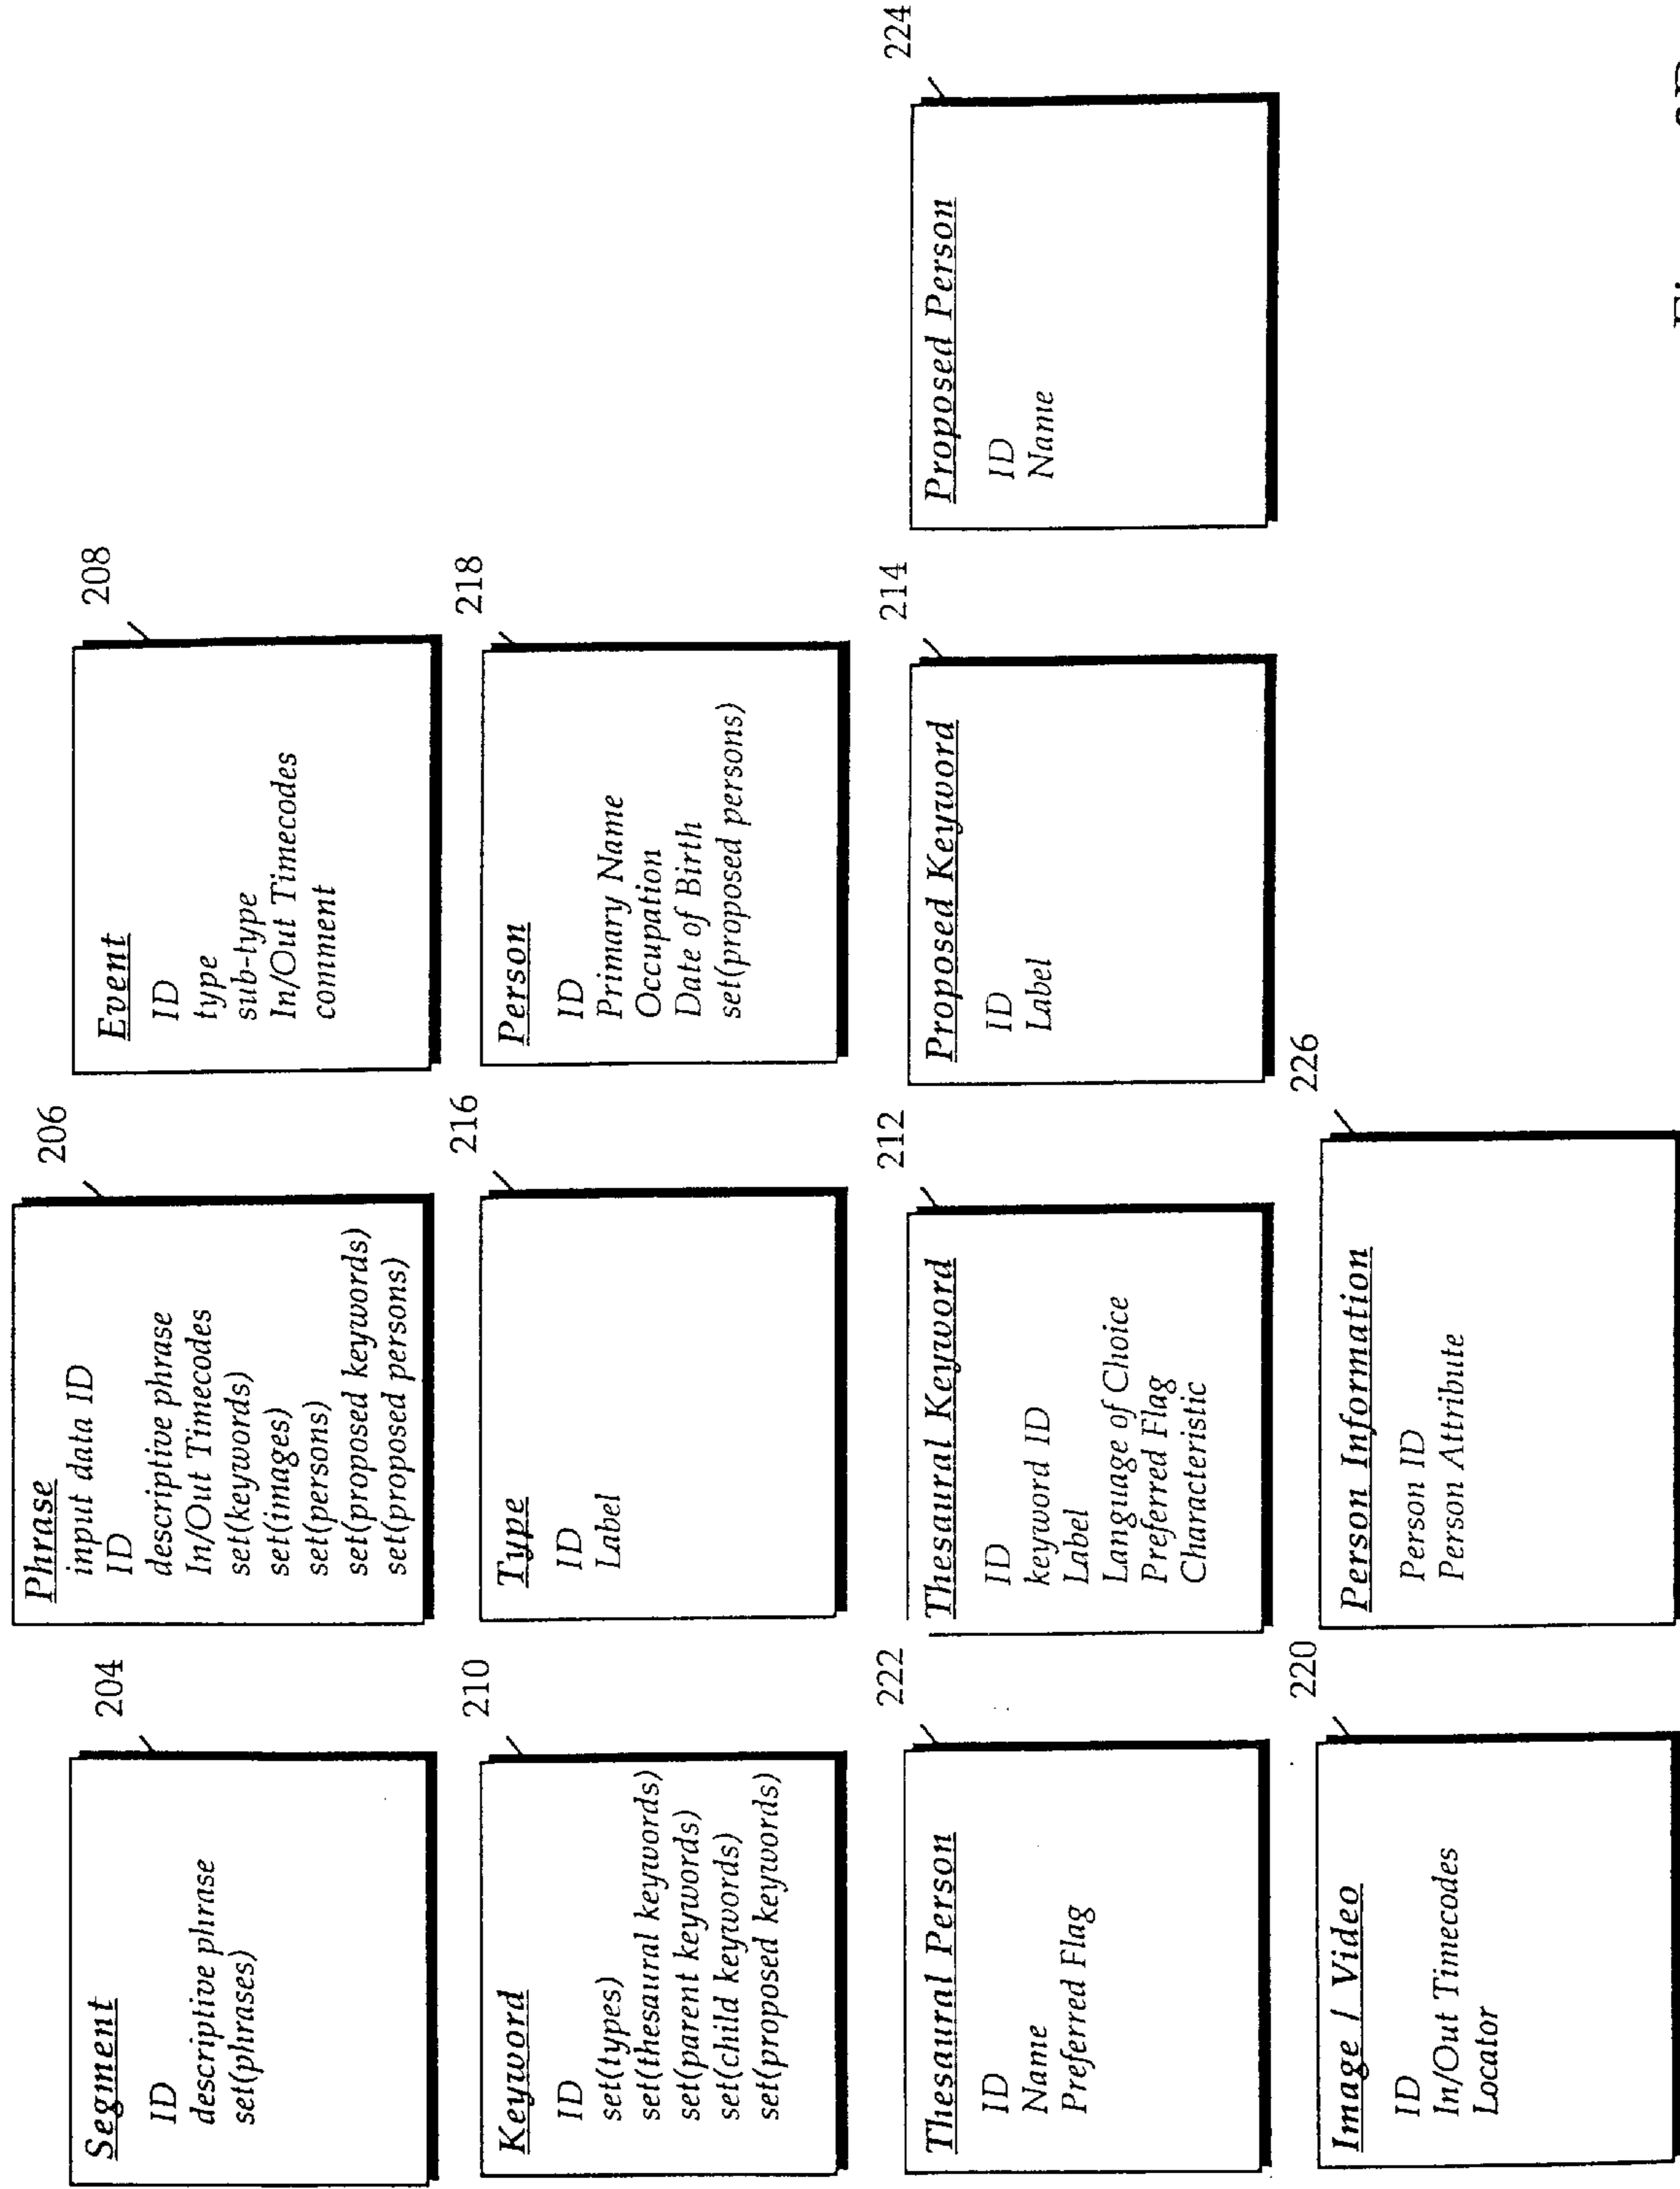 204
Segment
ID
descriptive phrase
set(phrases)
206
Phrase
input data ID
ID
descriptive phrase
In/Out Timecodes
set(keywords)
set(images)
set(persons)
set(proposed keywords)
set(proposed persons)
208
Event
ID
type
sub-type
In/Out Timecodes
comment
210
Keyword
ID
set(types)
set(thesaural keywords)
set(parent keywords)
set(child keywords)
set(proposed keywords)
216
Type
ID
Label
218
Person
ID
Primary Name
Occupation
Date of Birth
set(proposed persons)
222
Thesaural Person
ID
Name
Preferred Flag
212
Thesaural Keyword
ID
keyword ID
Label
Language of Choice
Preferred Flag
Characteristic
214
Proposed Keyword
ID
Label
224
Proposed Person
ID
Name
220
Image / Video
ID
In/Out Timecodes
Locator
226
Person Information
Person ID
Person Attribute